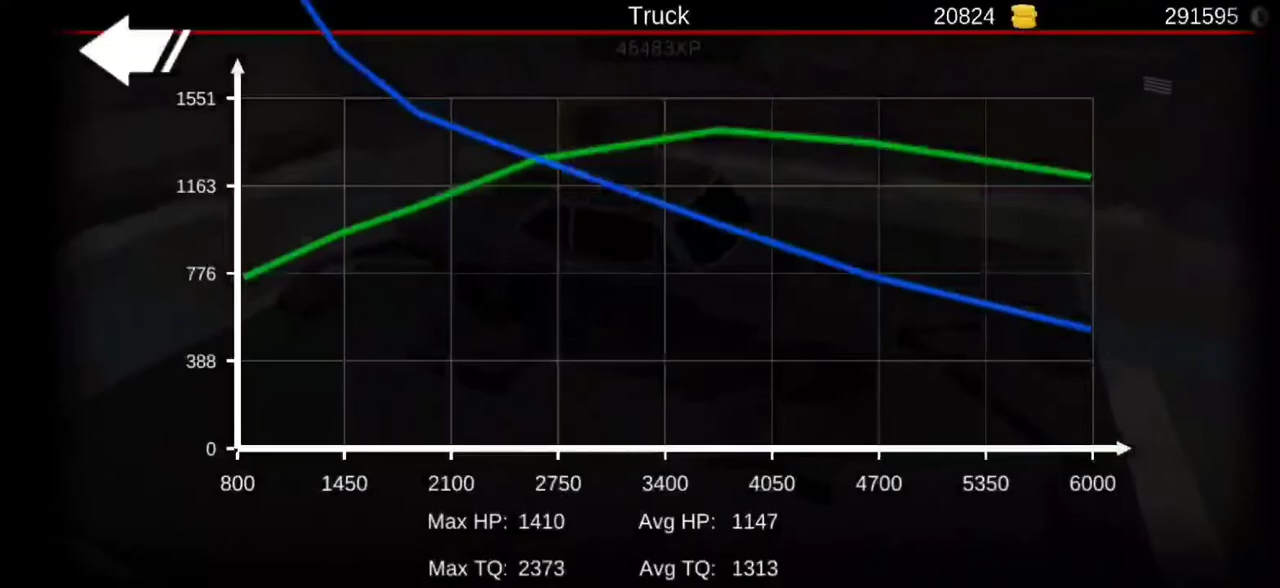 Truck
20824
291595
46483XP
1551
1163
776
388
0
800 1450 2100 2750 3400 4050 4700 5350 6000
Max HP: 1410 Avg HP: 1147
Max TQ: 2373 Avg TQ: 1313